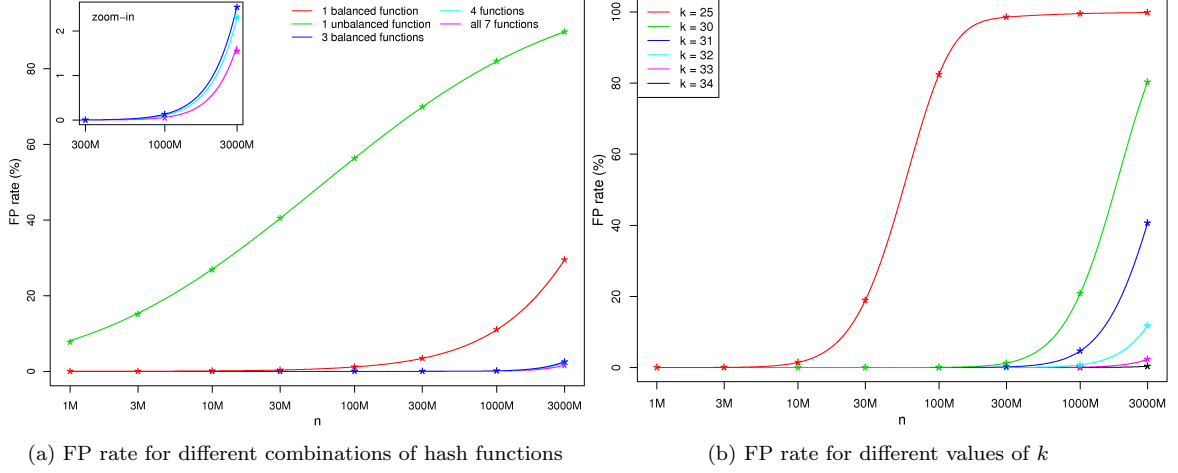 zoom-in
2
1
0
300M 1000M 3000M
1 balanced function
1 unbalanced function
3 balanced functions
4 functions
all 7 functions
FP rate (%)
80
60
40
20
0
1M 3M 10M 30M 100M 300M 1000M 3000M
n
(a) FP rate for different combinations of hash functions
k = 25
k = 30
k = 31
k = 32
k = 33
k = 34
FP rate (%)
100
80
60
40
20
0
1M 3M 10M 30M 100M 300M 1000M 3000M
n
(b) FP rate for different values of k